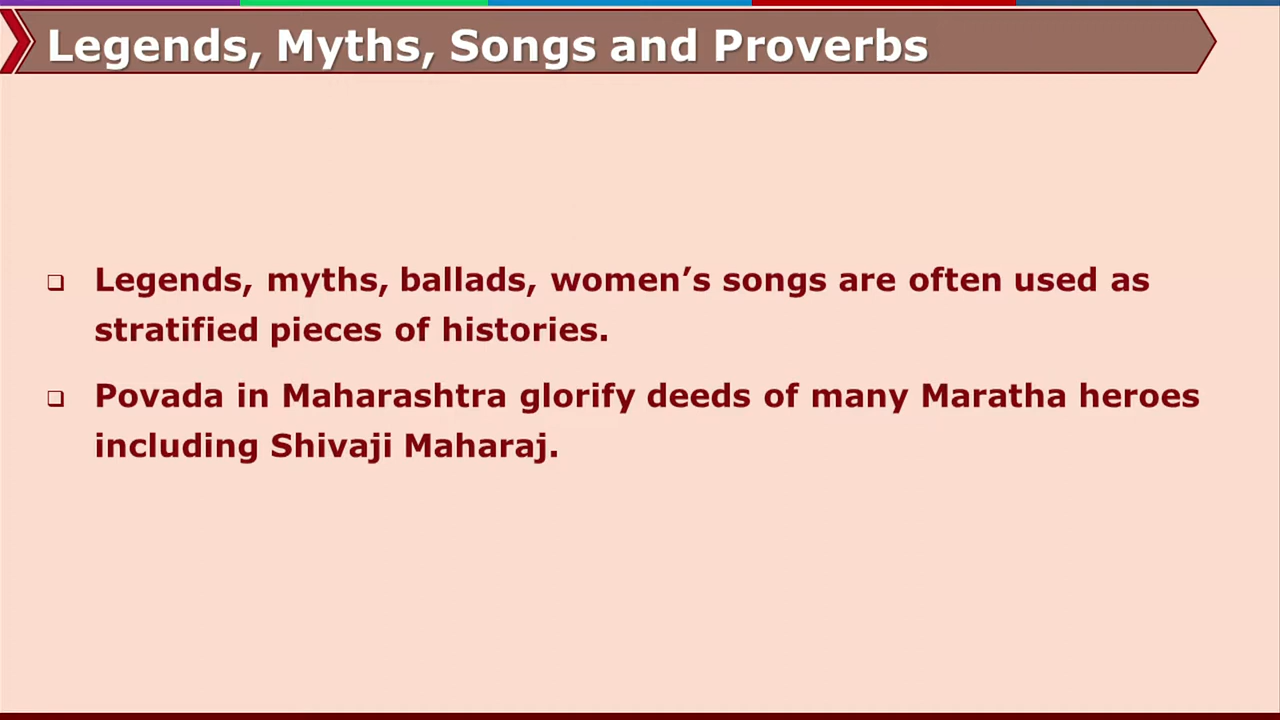 Legends, Myths, Songs and Proverbs
❑ Legends, myths, ballads, women’s songs are often used as
stratified pieces of histories.
❑ Povada in Maharashtra glorify deeds of many Maratha heroes
including Shivaji Maharaj.